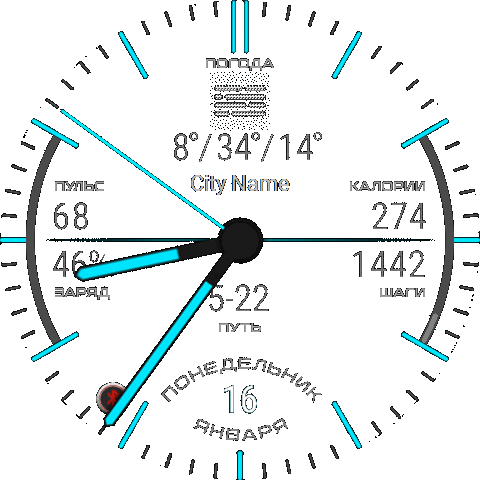 ПОГОДА
8°/34°/14°
City Name
ПУЛЬС
68
КАЛОРИИ
274
46%
ЗАРЯД
1442
ШАГИ
5-22
ПУТЬ
ПОНЕДЕЛЬНИК
16
ЯНВАРЯ